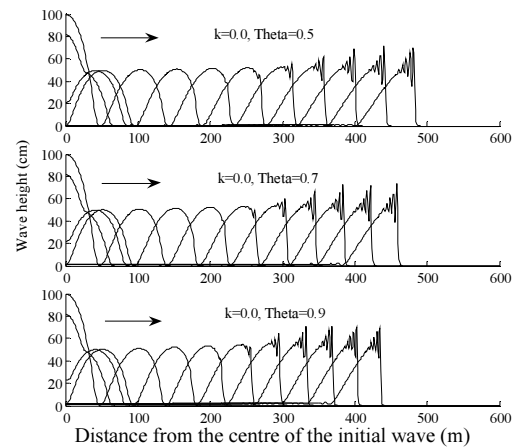 100
80
60
40
20
0
k=0.0, Theta=0.5
0 100 200 300 400 500 600
Wave height (cm)
100
80
60
40
20
0
k=0.0, Theta=0.7
0 100 200 300 400 500 600
100
80
60
40
20
0
k=0.0, Theta=0.9
0 100 200 300 400 500 600
Distance from the centre of the initial wave (m)